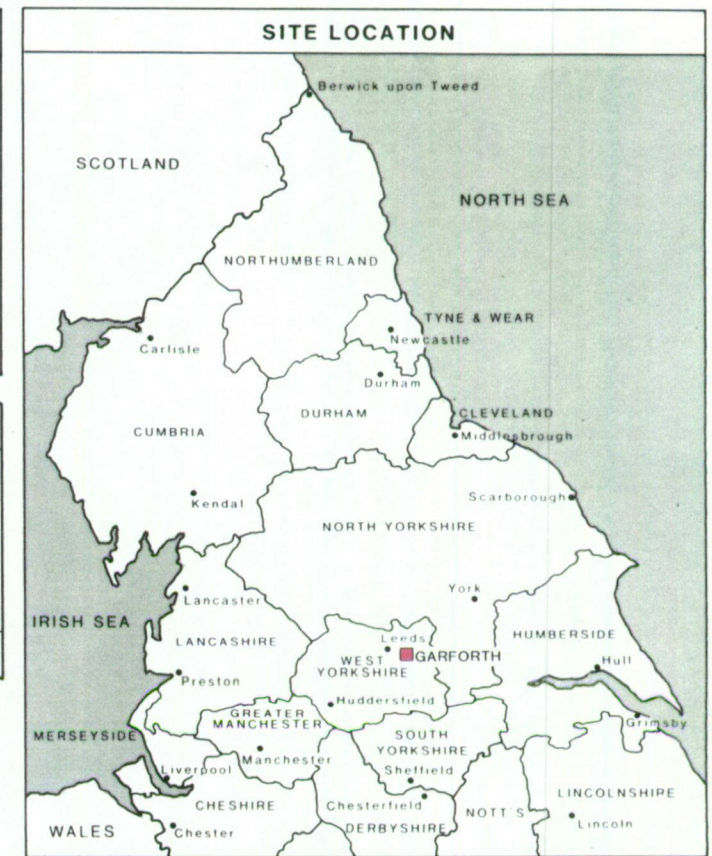 SITE LOCATION
Berwick upon Tweed
SCOTLAND
NORTH SEA
NORTHUMBERLAND
TYNE & WEAR
Newcastle
Carlisle
Durham
DURHAM
CLEVELAND
Middlesbrough
CUMBRIA
Kendal
Scarborough
NORTH YORKSHIRE
York
Lancaster
IRISH SEA
LANCASHIRE
Leeds
HUMBERSIDE
WEST
YORKSHIRE
GARFORTH
Hull
Preston
Huddersfield
GREATER
MANCHESTER
MERSEYSIDE
SOUTH
YORKSHIRE
Grimsby
Manchester
Liverpool
Sheffield
CHESHIRE
Chesterfield
NOTT'S
LINCOLNSHIRE
WALES
Chester
DERBYSHIRE
Lincoln